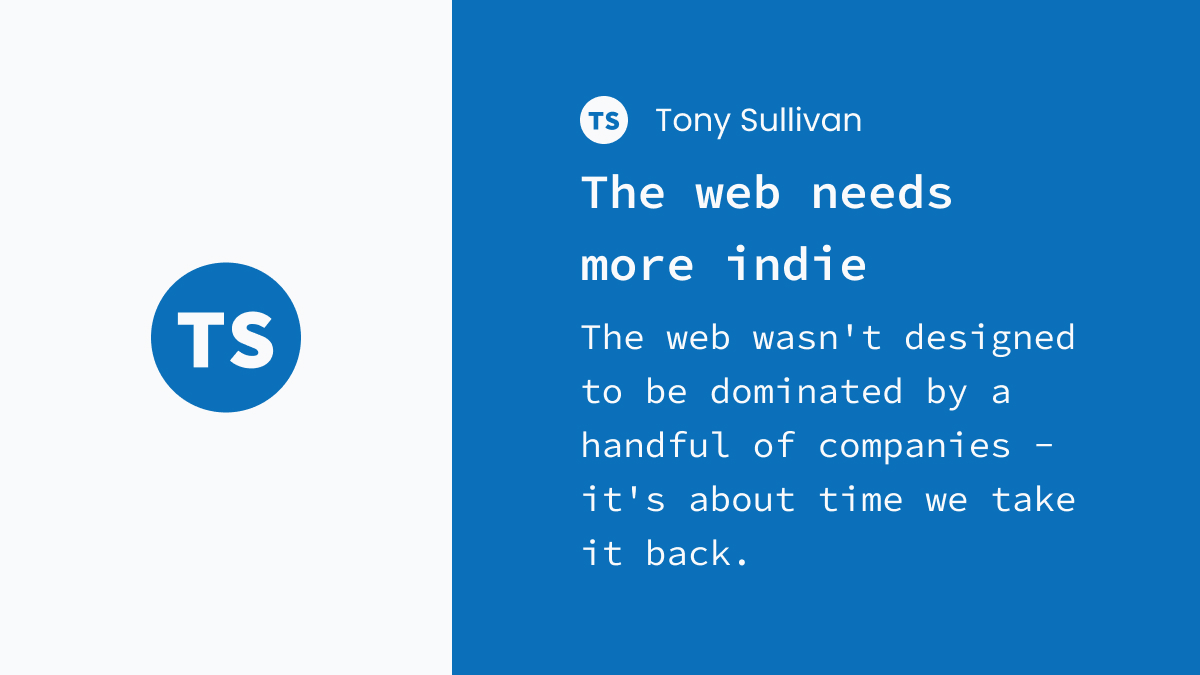 TS
TS Tony Sullivan
The web needs
more indie
The web wasn't designed
to be dominated by a
handful of companies -
it's about time we take
it back.